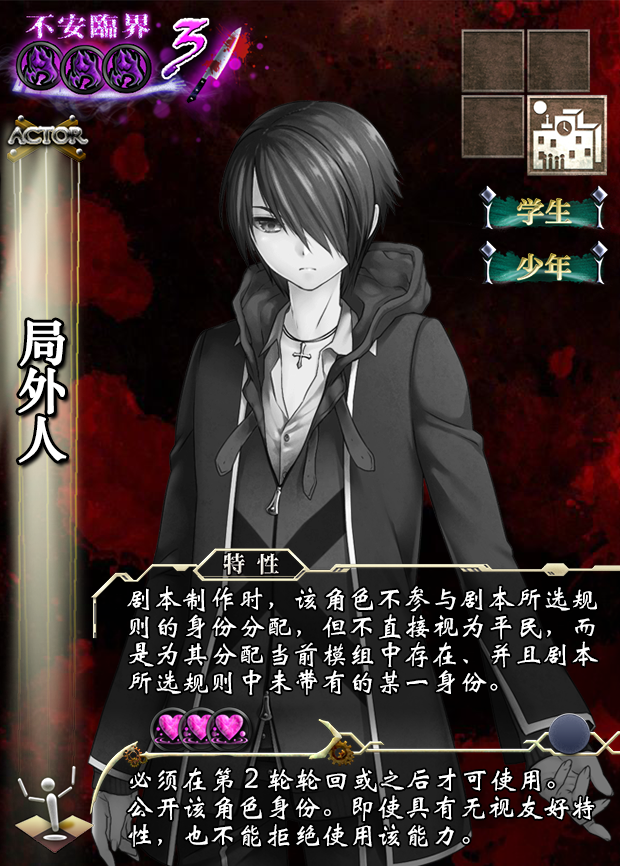 不安臨界
3
ACTOR
学生
少年
局外人
特性
剧本制作时，该角色不参与剧本所选规
则的身份分配，但不直接视为平民，而
是为其分配当前模组中存在、并且剧本
所选规则中未带有的某一身份。
必须在第2轮轮回或之后才可使用。
公开该角色身份。即使具有无视友好特
性，也不能拒绝使用该能力。